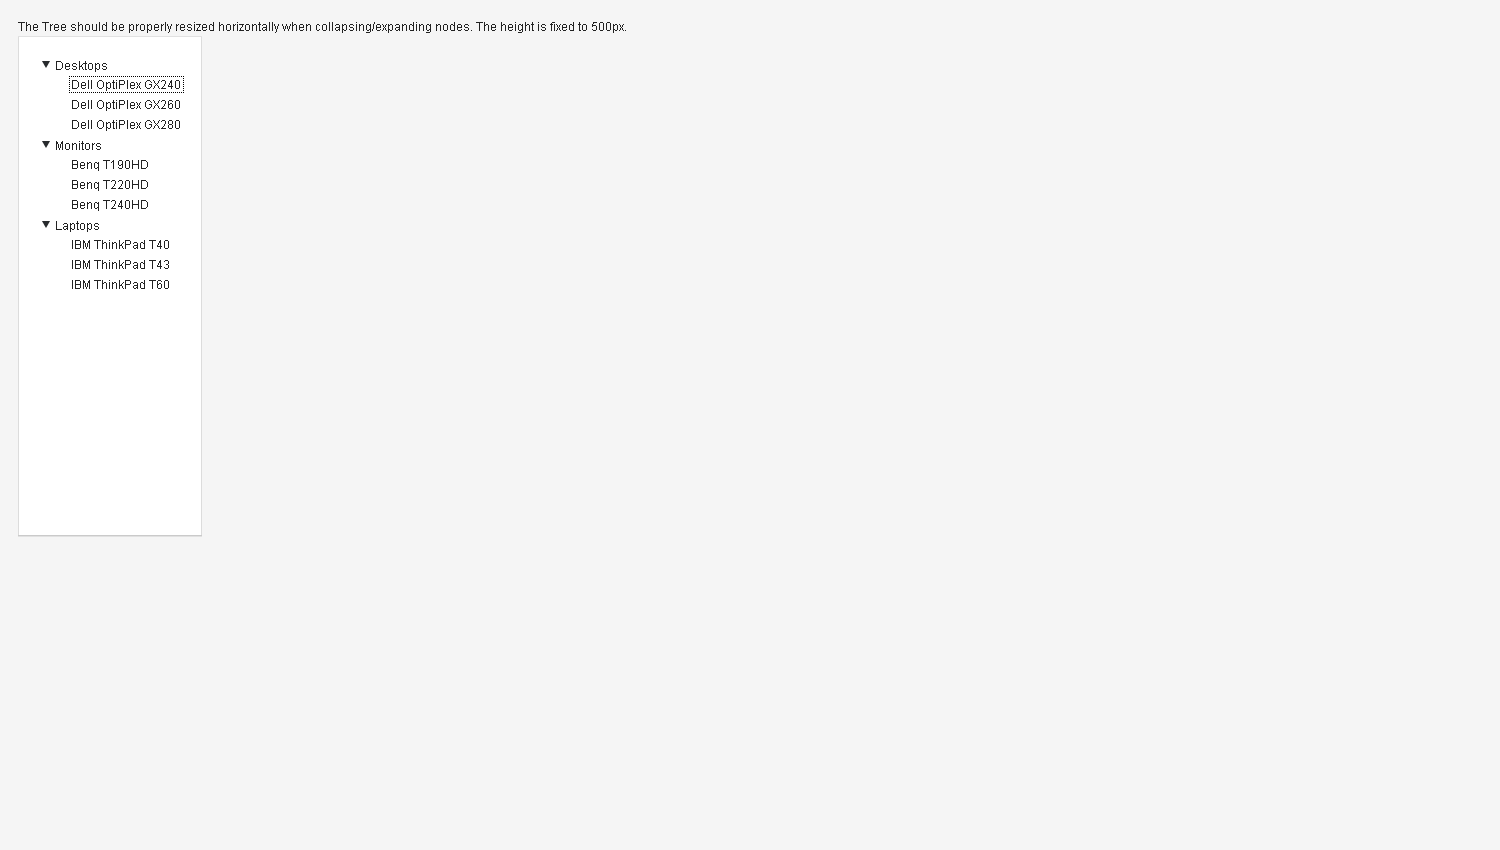 The Tree should be properly resized horizontally when collapsing/expanding nodes. The height is fixed to 500px.
Desktops
Dell OptiPlex GX240
Dell OptiPlex GX260
Dell OptiPlex GX280
Monitors
Benq T190HD
Benq T220HD
Benq T240HD
Laptops
IBM ThinkPad T40
IBM ThinkPad T43
IBM ThinkPad T60